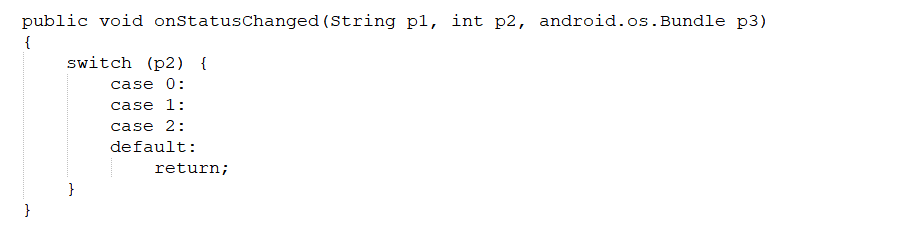 public void onStatusChanged(String p1, int p2, android.os.Bundle p3)
{
    switch (p2) {
        case 0:
        case 1:
        case 2:
        default:
            return;
    }
}